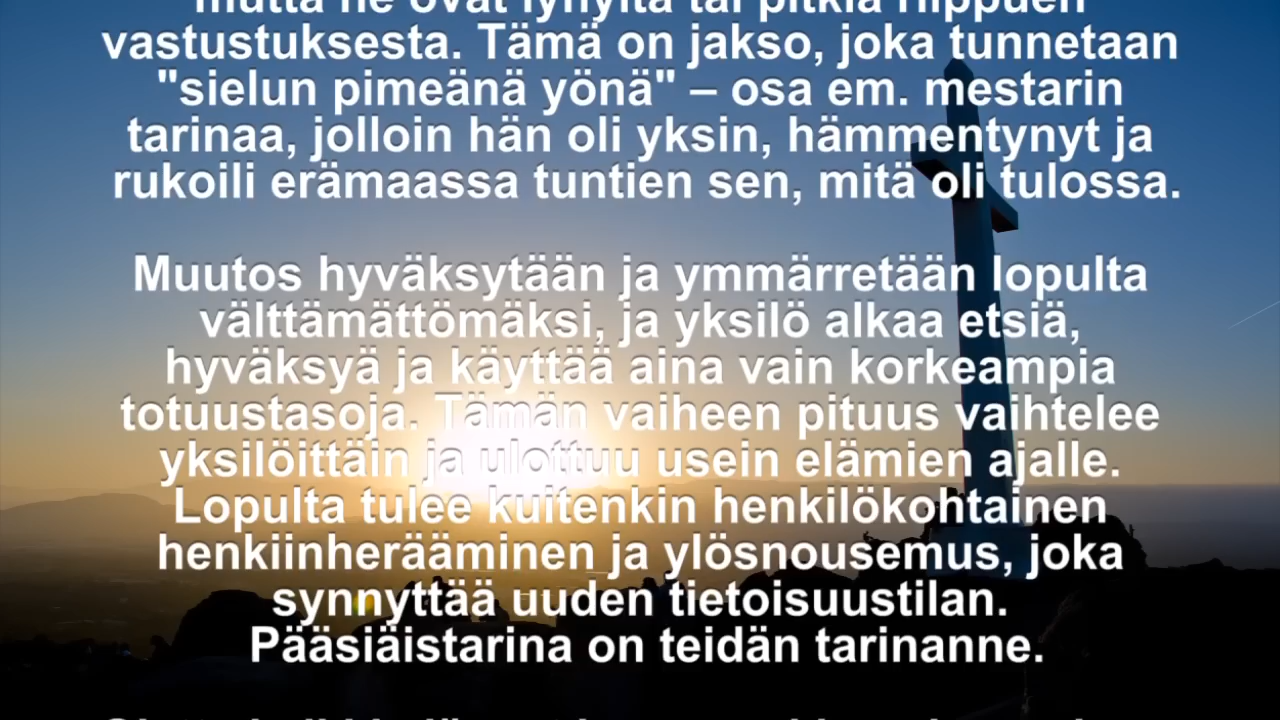 mutta ne ovat lyhyitä tai pitkiä riippuen
vastustuksesta. Tämä on jakso, joka tunnetaan
"sielun pimeänä yönä" – osa em. mestarin
tarinaa, jolloin hän oli yksin, hämmentynyt ja
rukoili erämaassa tuntien sen, mitä oli tulossa.
Muutos hyväksytään ja ymmärretään lopulta
välttämättömäksi, ja yksilö alkaa etsiä,
hyväksyä ja käyttää aina vain korkeampia
totuustasoja. Tämän vaiheen pituus vaihtelee
yksilöittäin ja ulottuu usein elämien ajalle.
Lopulta tulee kuitenkin henkilökohtainen
henkiinherääminen ja ylösnousemus, joka
synnyttää uuden tietoisuustilan.
Pääsiäistarina on teidän tarinanne.